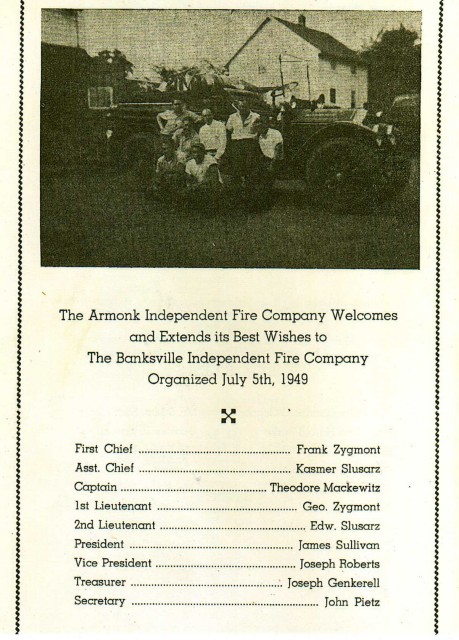 The Armonk Independent Fire Company Welcomes
and Extends its Best Wishes to
The Banksville Independent Fire Company
Organized July 5th, 1949
First Chief ........................................ Frank Zygmont
Asst. Chief ........................................ Kasmer Slusarz
Captain ........................................ Theodore Mackewitz
1st Lieutenant ........................................ Geo. Zygmont
2nd Lieutenant ........................................ Edw. Slusarz
President ........................................ James Sullivan
Vice President ........................................ Joseph Roberts
Treasurer ........................................ Joseph Genkerell
Secretary ........................................ John Pietz